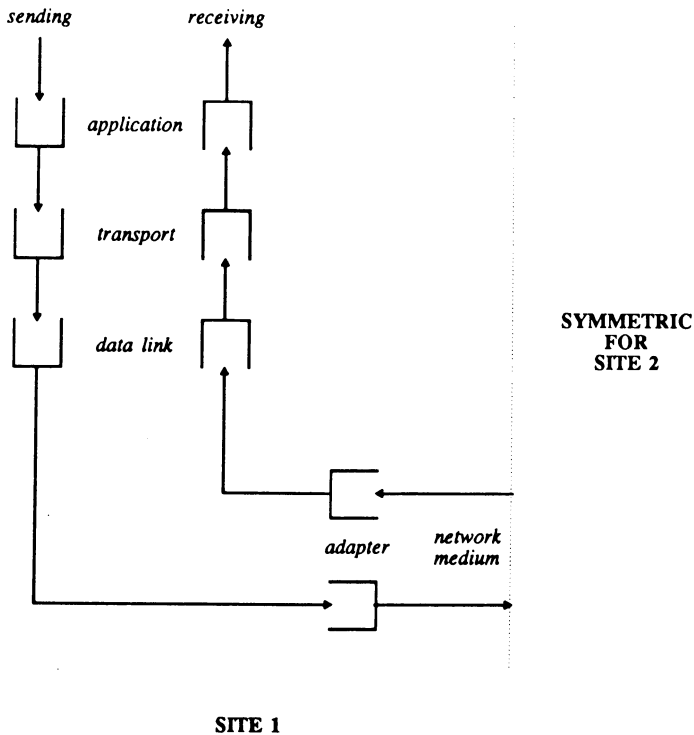 sending
receiving
application
transport
data link
SYMMETRIC
FOR
SITE 2
adapter
network
medium
SITE 1